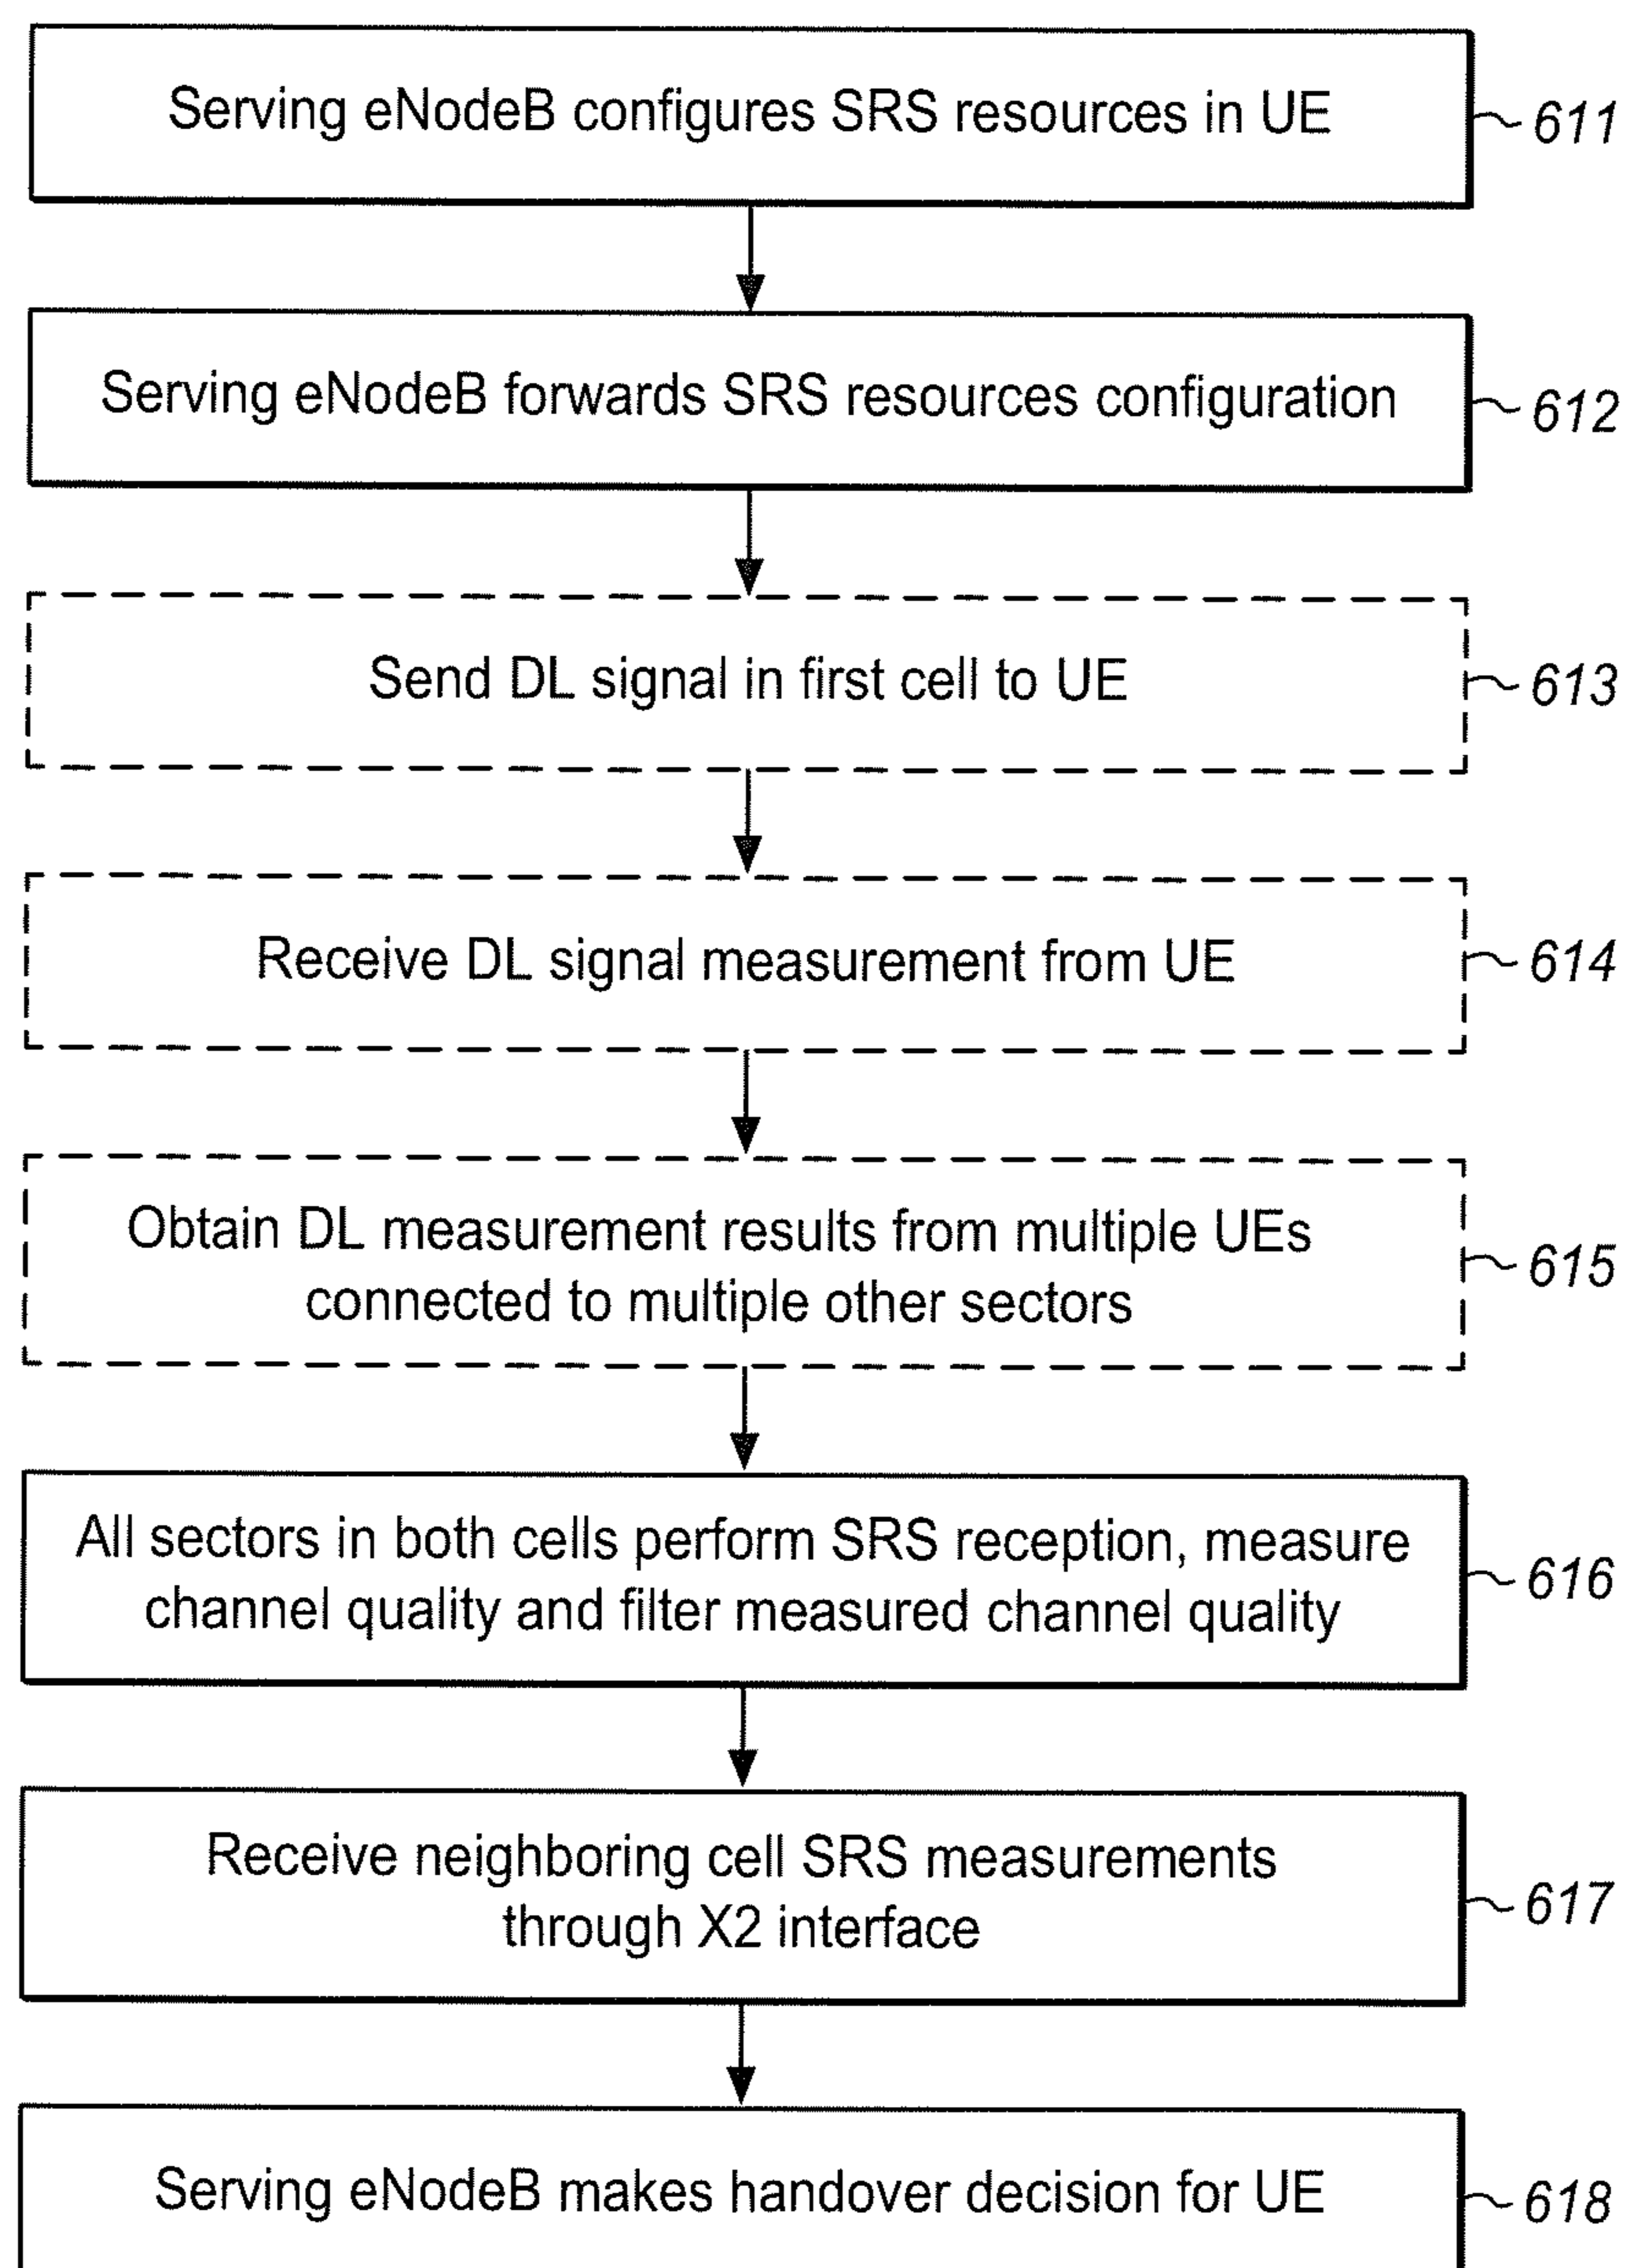 Serving eNodeB configures SRS resources in UE
611
Serving eNodeB forwards SRS resources configuration
612
Send DL signal in first cell to UE
613
Receive DL signal measurement from UE
614
Obtain DL measurement results from multiple UEs
connected to multiple other sectors
615
All sectors in both cells perform SRS reception, measure
channel quality and filter measured channel quality
616
Receive neighboring cell SRS measurements
through X2 interface
617
Serving eNodeB makes handover decision for UE
618